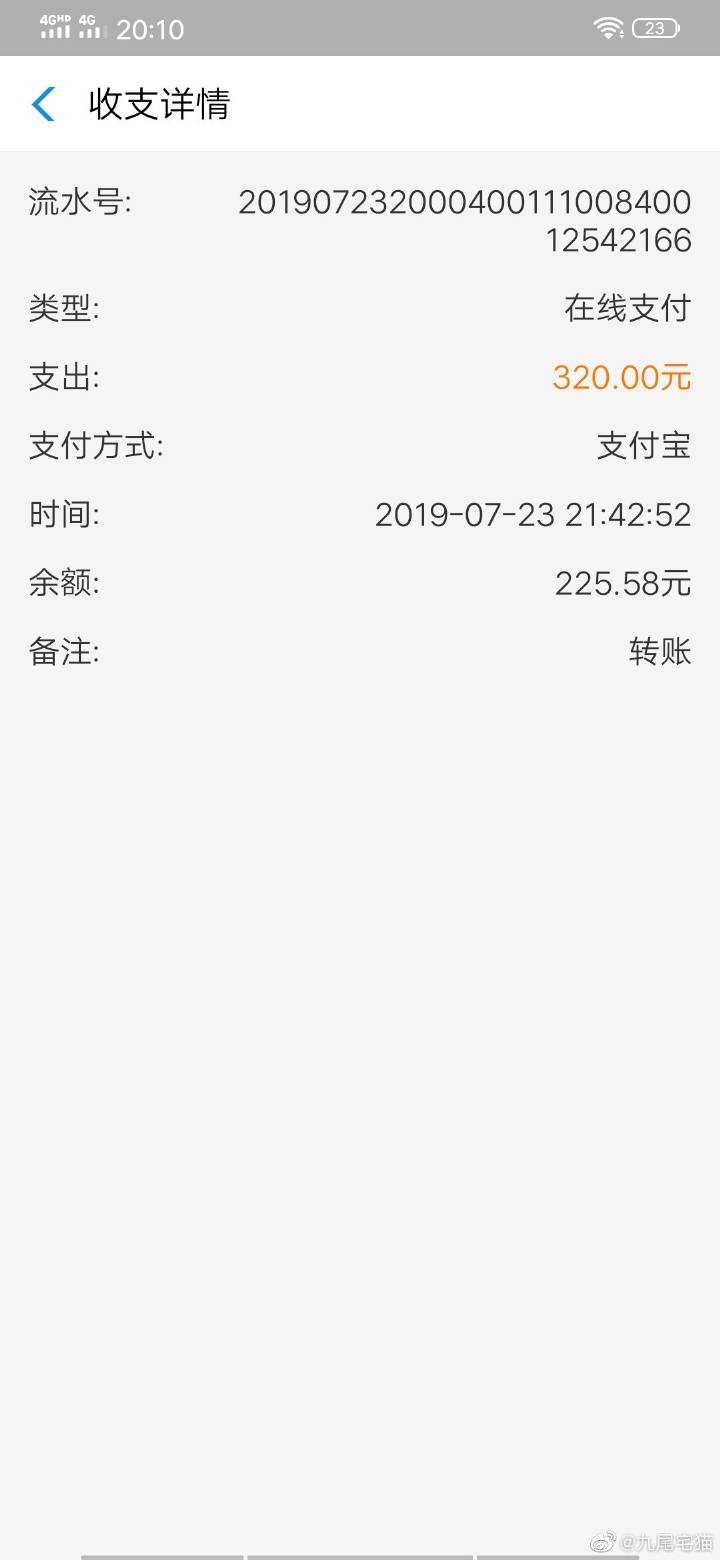 4GHD 4G 20:10 23
收支详情
流水号: 201907232000400111008400
12542166
类型: 在线支付
支出: 320.00元
支付方式: 支付宝
时间: 2019-07-23 21:42:52
余额: 225.58元
备注: 转账
@九尾宅猫